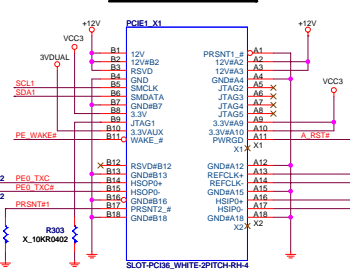 +12V PCIE1_X1 +12V
VCC3
B1 12V PRSNT1_# A1
B2 12V#B2 12V#A2 A2
3VDUAL B3 RSVD 12V#A3 A3
B4 GND GND#A4 A4
SCL1 B5 SMCLK JTAG2 A5 VCC3
SDA1 B6 SMDATA JTAG3 A6
B7 GND#B7 JTAG4 A7
B8 3.3V JTAG5 A8
B9 JTAG1 3.3V#A9 A9
B10 3.3VAUX 3.3V#A10 A10
PE_WAKE# B11 WAKE_# PWRGD A11 A_RST#
X1 X1
B12 RSVD#B12 GND#A12 A12
B13 GND#B13 REFCLK+ A13
2 PE0_TXC B14 HSOP0+ REFCLK- A14
PE0_TXC# B15 HSOP0- GND#A15 A15
2 B16 GND#B16 HSIP0+ A16
PRSNT#1 B17 PRSNT2_# HSIP0- A17
B18 GND#B18 GND#A18 A18
X2 X2
R303
X_10KR0402
SLOT-PCI36_WHITE-2PITCH-RH-4